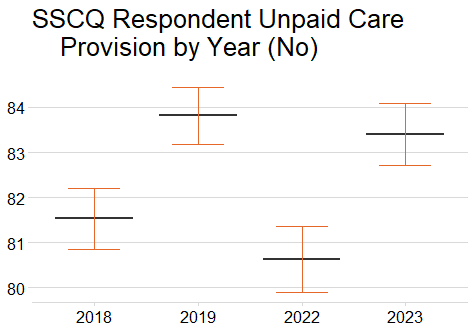 SSCQ Respondent Unpaid Care
Provision by Year (No)
84
83
82
81
80
2018 2019 2022 2023